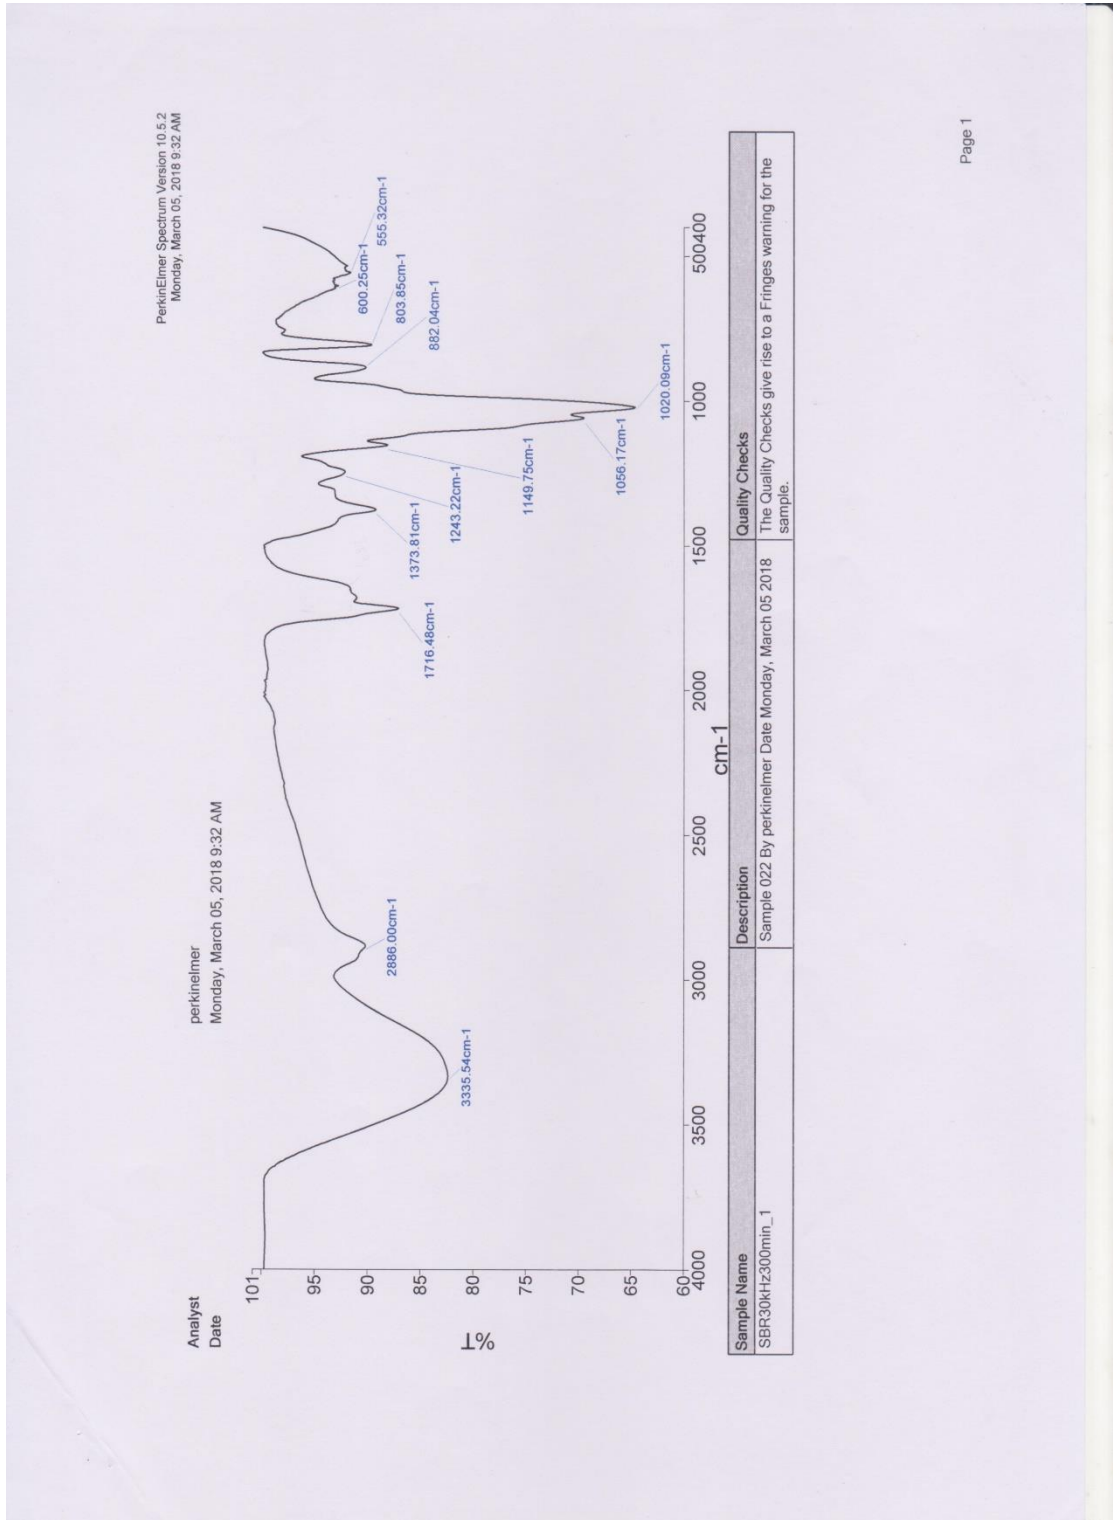 PerkinElmer Spectrum Version 10.5.2
Monday, March 05, 2018 9:32 AM
Analyst perkinelmer
Date Monday, March 05, 2018 9:32 AM
101
95
90
85
80
75
70
65
60
%T
4000 3500 3000 2500 2000 1500 1000 500400
cm-1
3335.54cm-1
2886.00cm-1
1716.48cm-1
1373.81cm-1
1243.22cm-1
1149.75cm-1
1056.17cm-1
1020.09cm-1
882.04cm-1
803.85cm-1
600.25cm-1
555.32cm-1
Sample Name Description Quality Checks
SBR30kHz300min_1 Sample 022 By perkinelmer Date Monday, March 05 2018 The Quality Checks give rise to a Fringes warning for the
sample.
Page 1